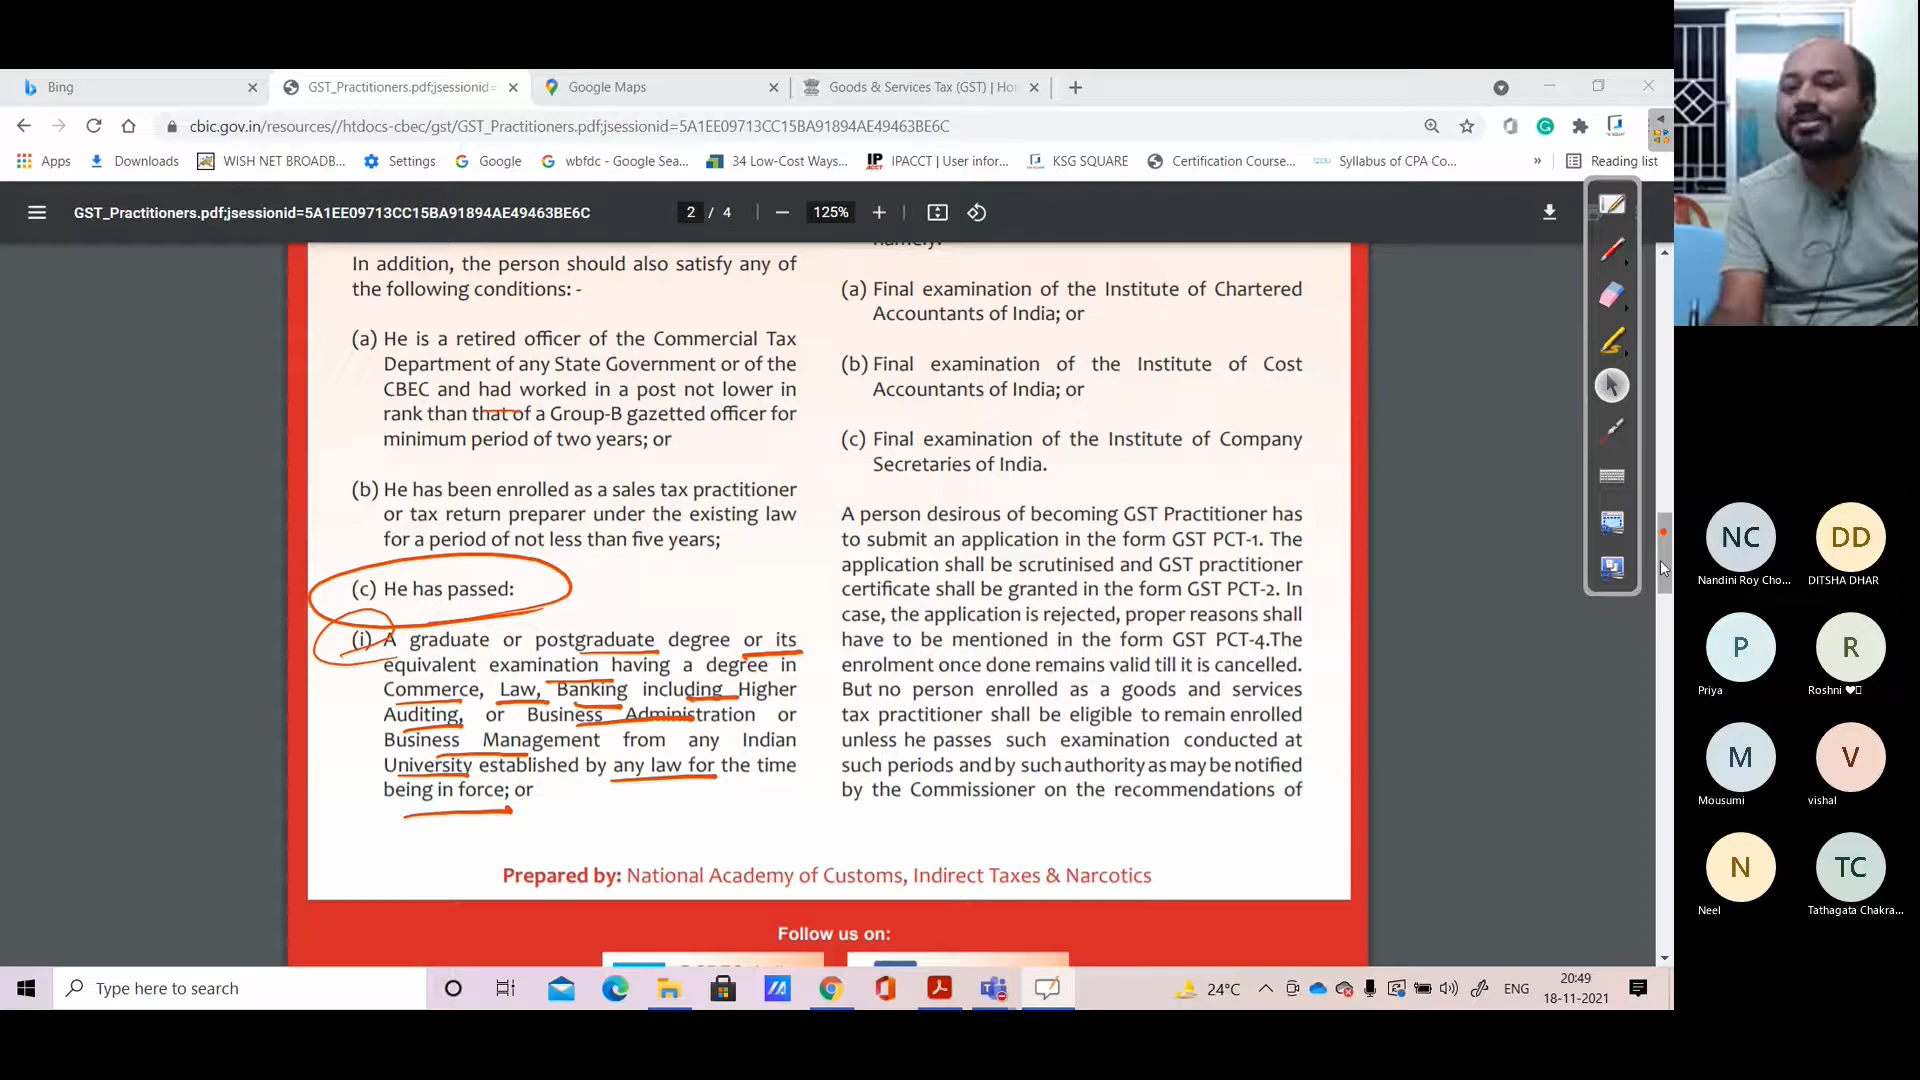 Bing
GST_Practitioners.pdf;jsessionid=
Google Maps
Goods & Services Tax (GST) | Ho
cbic.gov.in/resources//htdocs-cbec/gst/GST_Practitioners.pdf;jsessionid=5A1EE09713CC15BA91894AE49463BE6C
Apps
Downloads
WISH NET BROADB...
Settings
Google
wbfdc - Google Sea...
34 Low-Cost Ways...
IPACCT | User infor...
KSG SQUARE
Certification Course...
Syllabus of CPA Co...
»
Reading list
GST_Practitioners.pdf;jsessionid=5A1EE09713CC15BA91894AE49463BE6C
2 / 4
125%
In addition, the person should also satisfy any of
the following conditions: -
(a) He is a retired officer of the Commercial Tax
Department of any State Government or of the
CBEC and had worked in a post not lower in
rank than that of a Group-B gazetted officer for
minimum period of two years; or
(b) He has been enrolled as a sales tax practitioner
or tax return preparer under the existing law
for a period of not less than five years;
(c) He has passed:
(i) A graduate or postgraduate degree or its
equivalent examination having a degree in
Commerce, Law, Banking including Higher
Auditing, or Business Administration or
Business Management from any Indian
University established by any law for the time
being in force; or
namely:
(a) Final examination of the Institute of Chartered
Accountants of India; or
(b) Final examination of the Institute of Cost
Accountants of India; or
(c) Final examination of the Institute of Company
Secretaries of India.
A person desirous of becoming GST Practitioner has
to submit an application in the form GST PCT-1. The
application shall be scrutinised and GST practitioner
certificate shall be granted in the form GST PCT-2. In
case, the application is rejected, proper reasons shall
have to be mentioned in the form GST PCT-4.The
enrolment once done remains valid till it is cancelled.
But no person enrolled as a goods and services
tax practitioner shall be eligible to remain enrolled
unless he passes such examination conducted at
such periods and by such authority as may be notified
by the Commissioner on the recommendations of
Prepared by: National Academy of Customs, Indirect Taxes & Narcotics
Follow us on:
NC
Nandini Roy Cho...
DD
DITSHA DHAR
P
Priya
R
Roshni
M
Mousumi
V
vishal
N
Neel
TC
Tathagata Chakra...
Type here to search
24°C
ENG
20:49
18-11-2021